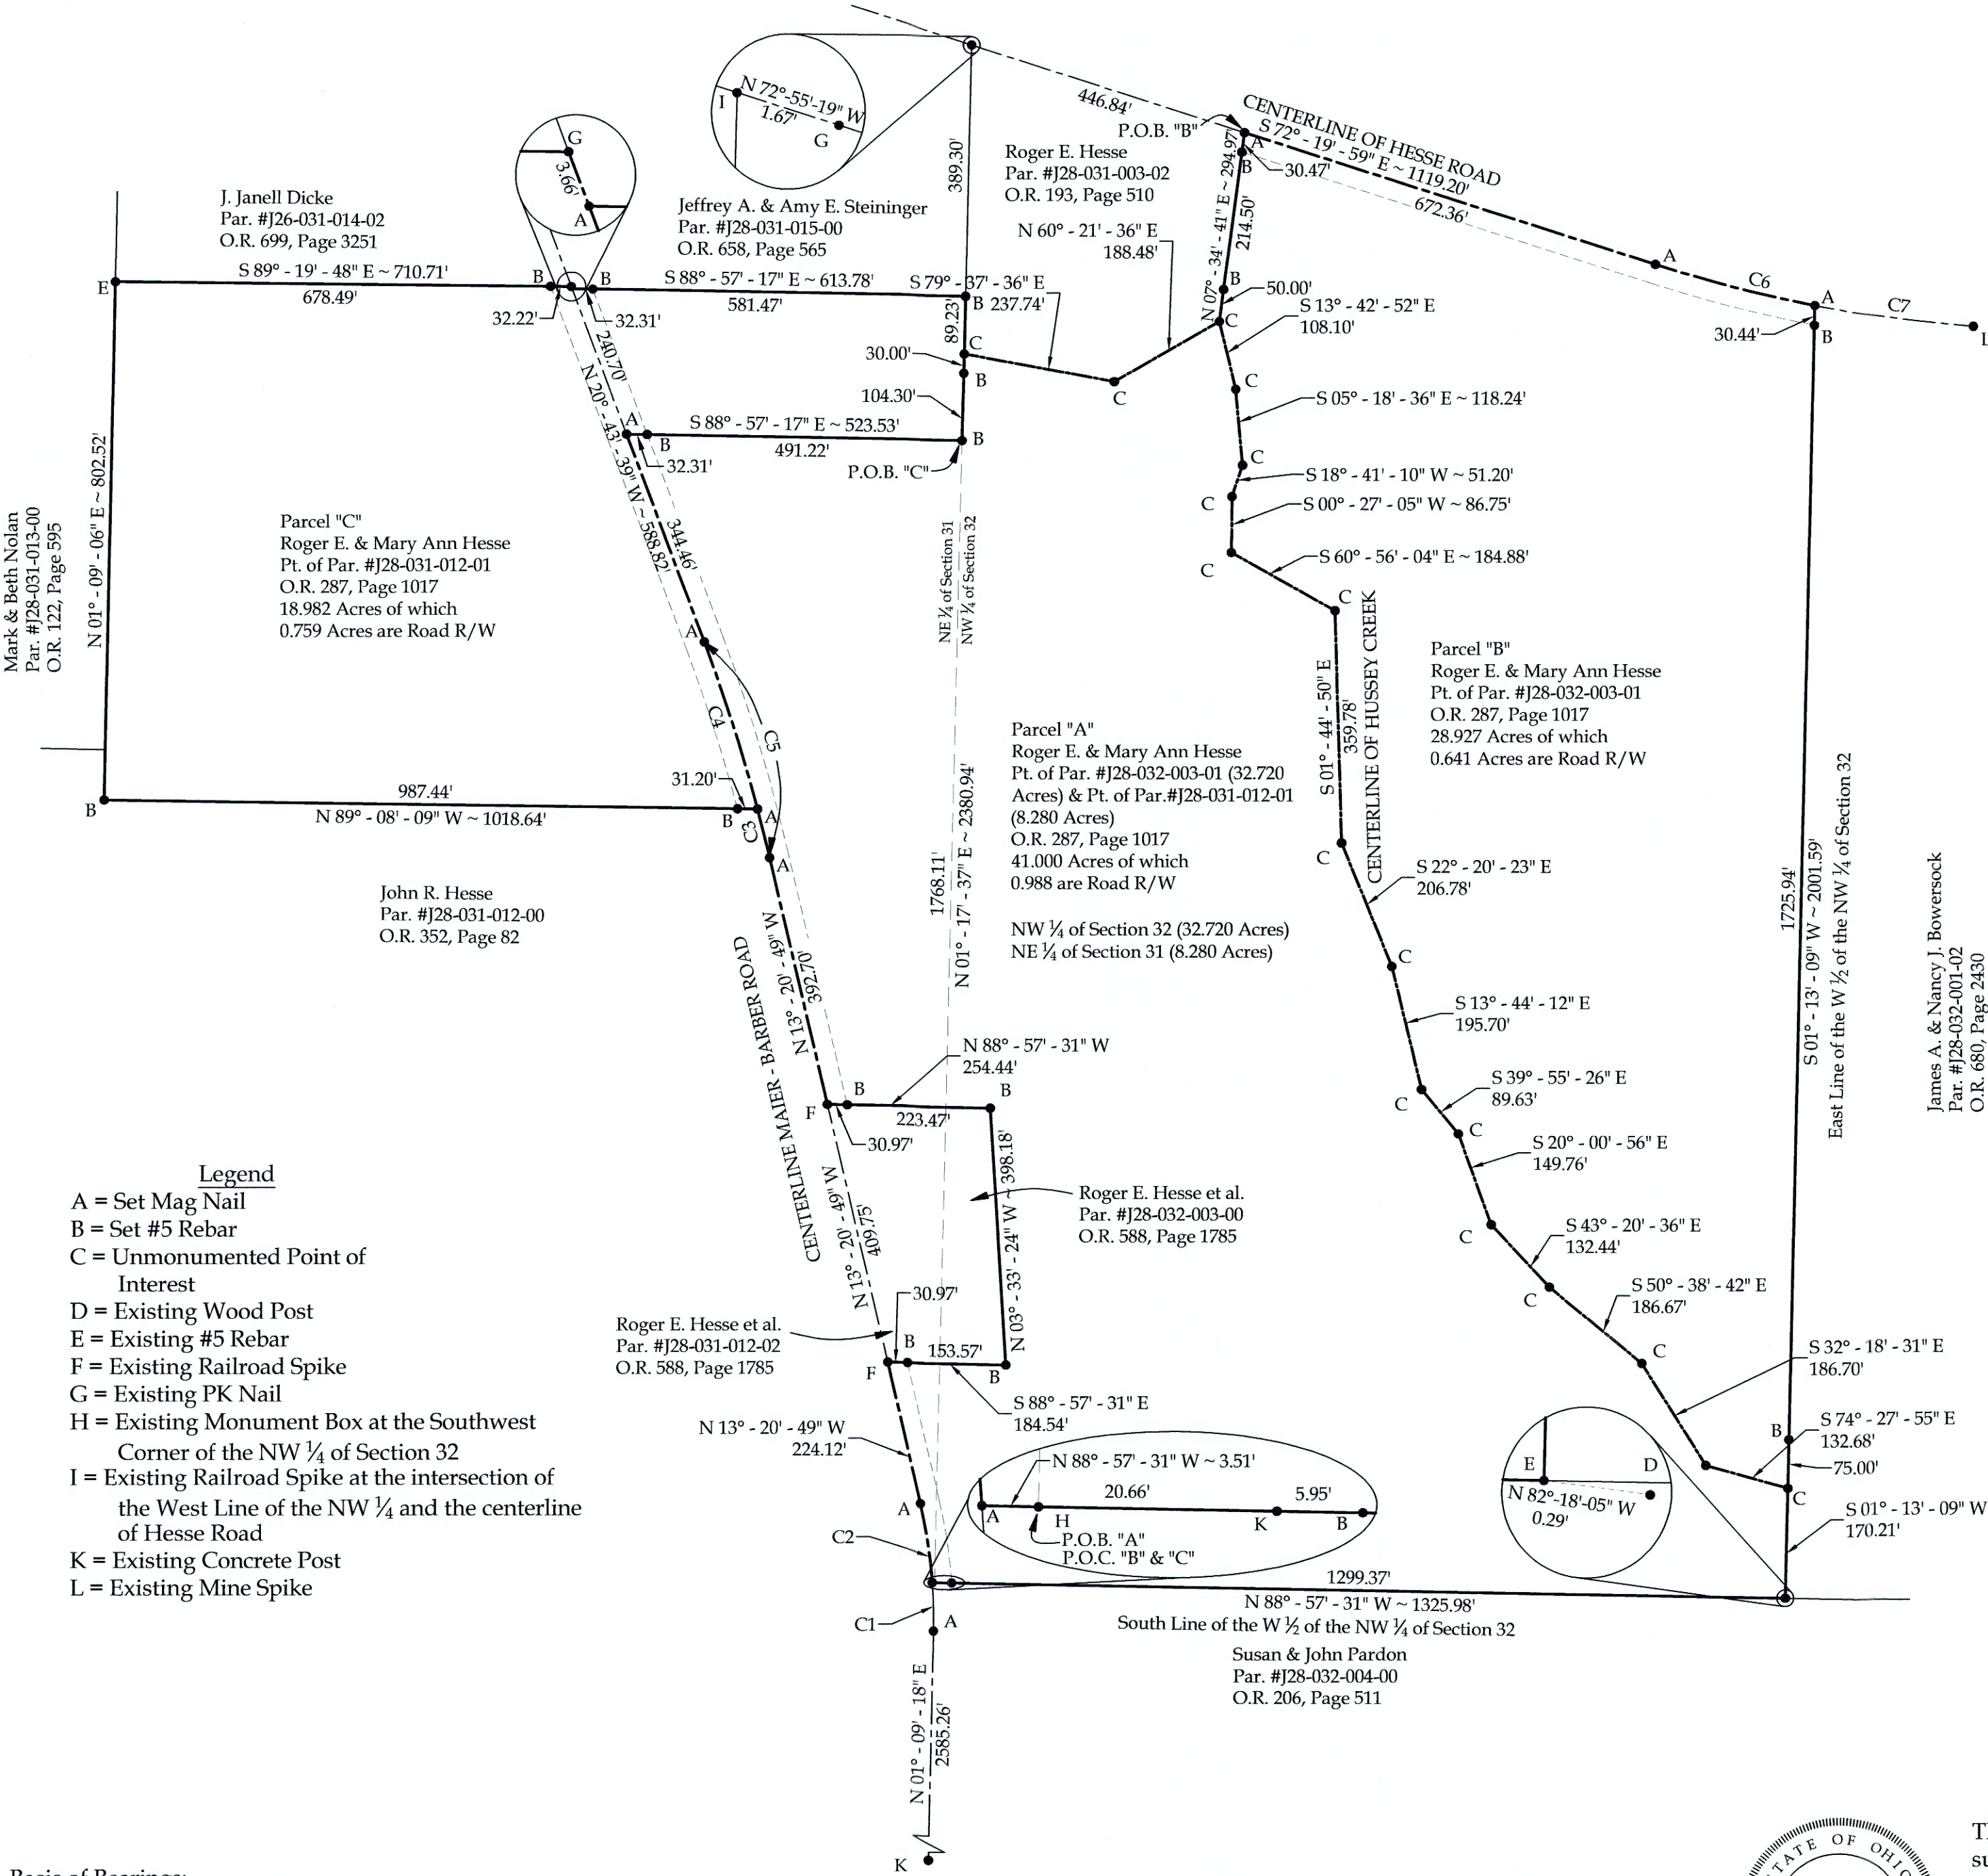 446.84'
CENTERLINE OF HESSE ROAD
S 72° - 19' - 59" E ~ 1119.20'
672.36'
P.O.B. "B"
A
B
30.47'
N 72°-55'-19" W
1.67'
I
G
389.30'
Roger E. Hesse
Par. #J28-031-003-02
O.R. 193, Page 510
N 07° - 34' - 41" E ~ 294.97'
214.50'
N 60° - 21' - 36" E
188.48'
G
3.66'
A
J. Janell Dicke
Par. #J26-031-014-02
O.R. 699, Page 3251
Jeffrey A. & Amy E. Steininger
Par. #J28-031-015-00
O.R. 658, Page 565
E
S 89° - 19' - 48" E ~ 710.71'
678.49'
B
B
32.22'
32.31'
S 88° - 57' - 17" E ~ 613.78'
581.47'
S 79° - 37' - 36" E
237.74'
B
89.23'
C
30.00'
B
104.30'
B
C
B
50.00'
C
S 13° - 42' - 52" E
108.10'
A
C6
A
C7
30.44'
B
L
240.70'
N 20° - 43' - 39" W ~ 588.82'
A
B
S 88° - 57' - 17" E ~ 523.53'
491.22'
32.31'
P.O.B. "C"
344.46'
C
S 05° - 18' - 36" E ~ 118.24'
C
S 18° - 41' - 10" W ~ 51.20'
C
S 00° - 27' - 05" W ~ 86.75'
C
S 60° - 56' - 04" E ~ 184.88'
C
N 01° - 09' - 06" E ~ 802.52'
Mark & Beth Nolan
Par. #J28-031-013-00
O.R. 122, Page 595
Parcel "C"
Roger E. & Mary Ann Hesse
Pt. of Par. #J28-031-012-01
O.R. 287, Page 1017
18.982 Acres of which
0.759 Acres are Road R/W
NE ¼ of Section 31
NW ¼ of Section 32
A
C4
C5
S 01° - 44' - 50" E
359.78'
CENTERLINE OF HUSSEY CREEK
Parcel "B"
Roger E. & Mary Ann Hesse
Pt. of Par. #J28-032-003-01
O.R. 287, Page 1017
28.927 Acres of which
0.641 Acres are Road R/W
Parcel "A"
Roger E. & Mary Ann Hesse
Pt. of Par. #J28-032-003-01 (32.720
Acres) & Pt. of Par.#J28-031-012-01
(8.280 Acres)
O.R. 287, Page 1017
41.000 Acres of which
0.988 are Road R/W
NW ¼ of Section 32 (32.720 Acres)
NE ¼ of Section 31 (8.280 Acres)
B
987.44'
N 89° - 08' - 09" W ~ 1018.64'
31.20'
B
C3
A
A
1768.11'
N 01° - 17' - 37" E ~ 2380.94'
C
S 22° - 20' - 23" E
206.78'
C
S 13° - 44' - 12" E
195.70'
C
S 39° - 55' - 26" E
89.63'
C
S 20° - 00' - 56" E
149.76'
C
S 43° - 20' - 36" E
132.44'
C
S 50° - 38' - 42" E
186.67'
C
S 32° - 18' - 31" E
186.70'
S 74° - 27' - 55" E
132.68'
B
75.00'
C
S 01° - 13' - 09" W
170.21'
1725.94'
S 01° - 13' - 09" W ~ 2001.59'
East Line of the W ½ of the NW ¼ of Section 32
James A. & Nancy J. Bowersock
Par. #J28-032-001-02
O.R. 680, Page 2430
John R. Hesse
Par. #J28-031-012-00
O.R. 352, Page 82
CENTERLINE MAIER - BARBER ROAD
N 13° - 20' - 49" W
392.70'
F
B
N 88° - 57' - 31" W
254.44'
B
223.47'
30.97'
N 13° - 20' - 49" W
409.75'
N 03° - 33' - 24" W ~ 398.18'
Roger E. Hesse et al.
Par. #J28-032-003-00
O.R. 588, Page 1785
Roger E. Hesse et al.
Par. #J28-031-012-02
O.R. 588, Page 1785
30.97'
B
153.57'
F
B
S 88° - 57' - 31" E
184.54'
N 13° - 20' - 49" W
224.12'
A
C2
N 88° - 57' - 31" W ~ 3.51'
20.66'
5.95'
A
H
K
B
P.O.B. "A"
P.O.C. "B" & "C"
E
D
N 82°-18'-05" W
0.29'
1299.37'
N 88° - 57' - 31" W ~ 1325.98'
South Line of the W ½ of the NW ¼ of Section 32
Susan & John Pardon
Par. #J28-032-004-00
O.R. 206, Page 511
C1
A
N 01° - 09' - 18" E
2585.26'
K
Legend
A = Set Mag Nail
B = Set #5 Rebar
C = Unmonumented Point of
Interest
D = Existing Wood Post
E = Existing #5 Rebar
F = Existing Railroad Spike
G = Existing PK Nail
H = Existing Monument Box at the Southwest
Corner of the NW ¼ of Section 32
I = Existing Railroad Spike at the intersection of
the West Line of the NW ¼ and the centerline
of Hesse Road
K = Existing Concrete Post
L = Existing Mine Spike
STATE OF OHIO